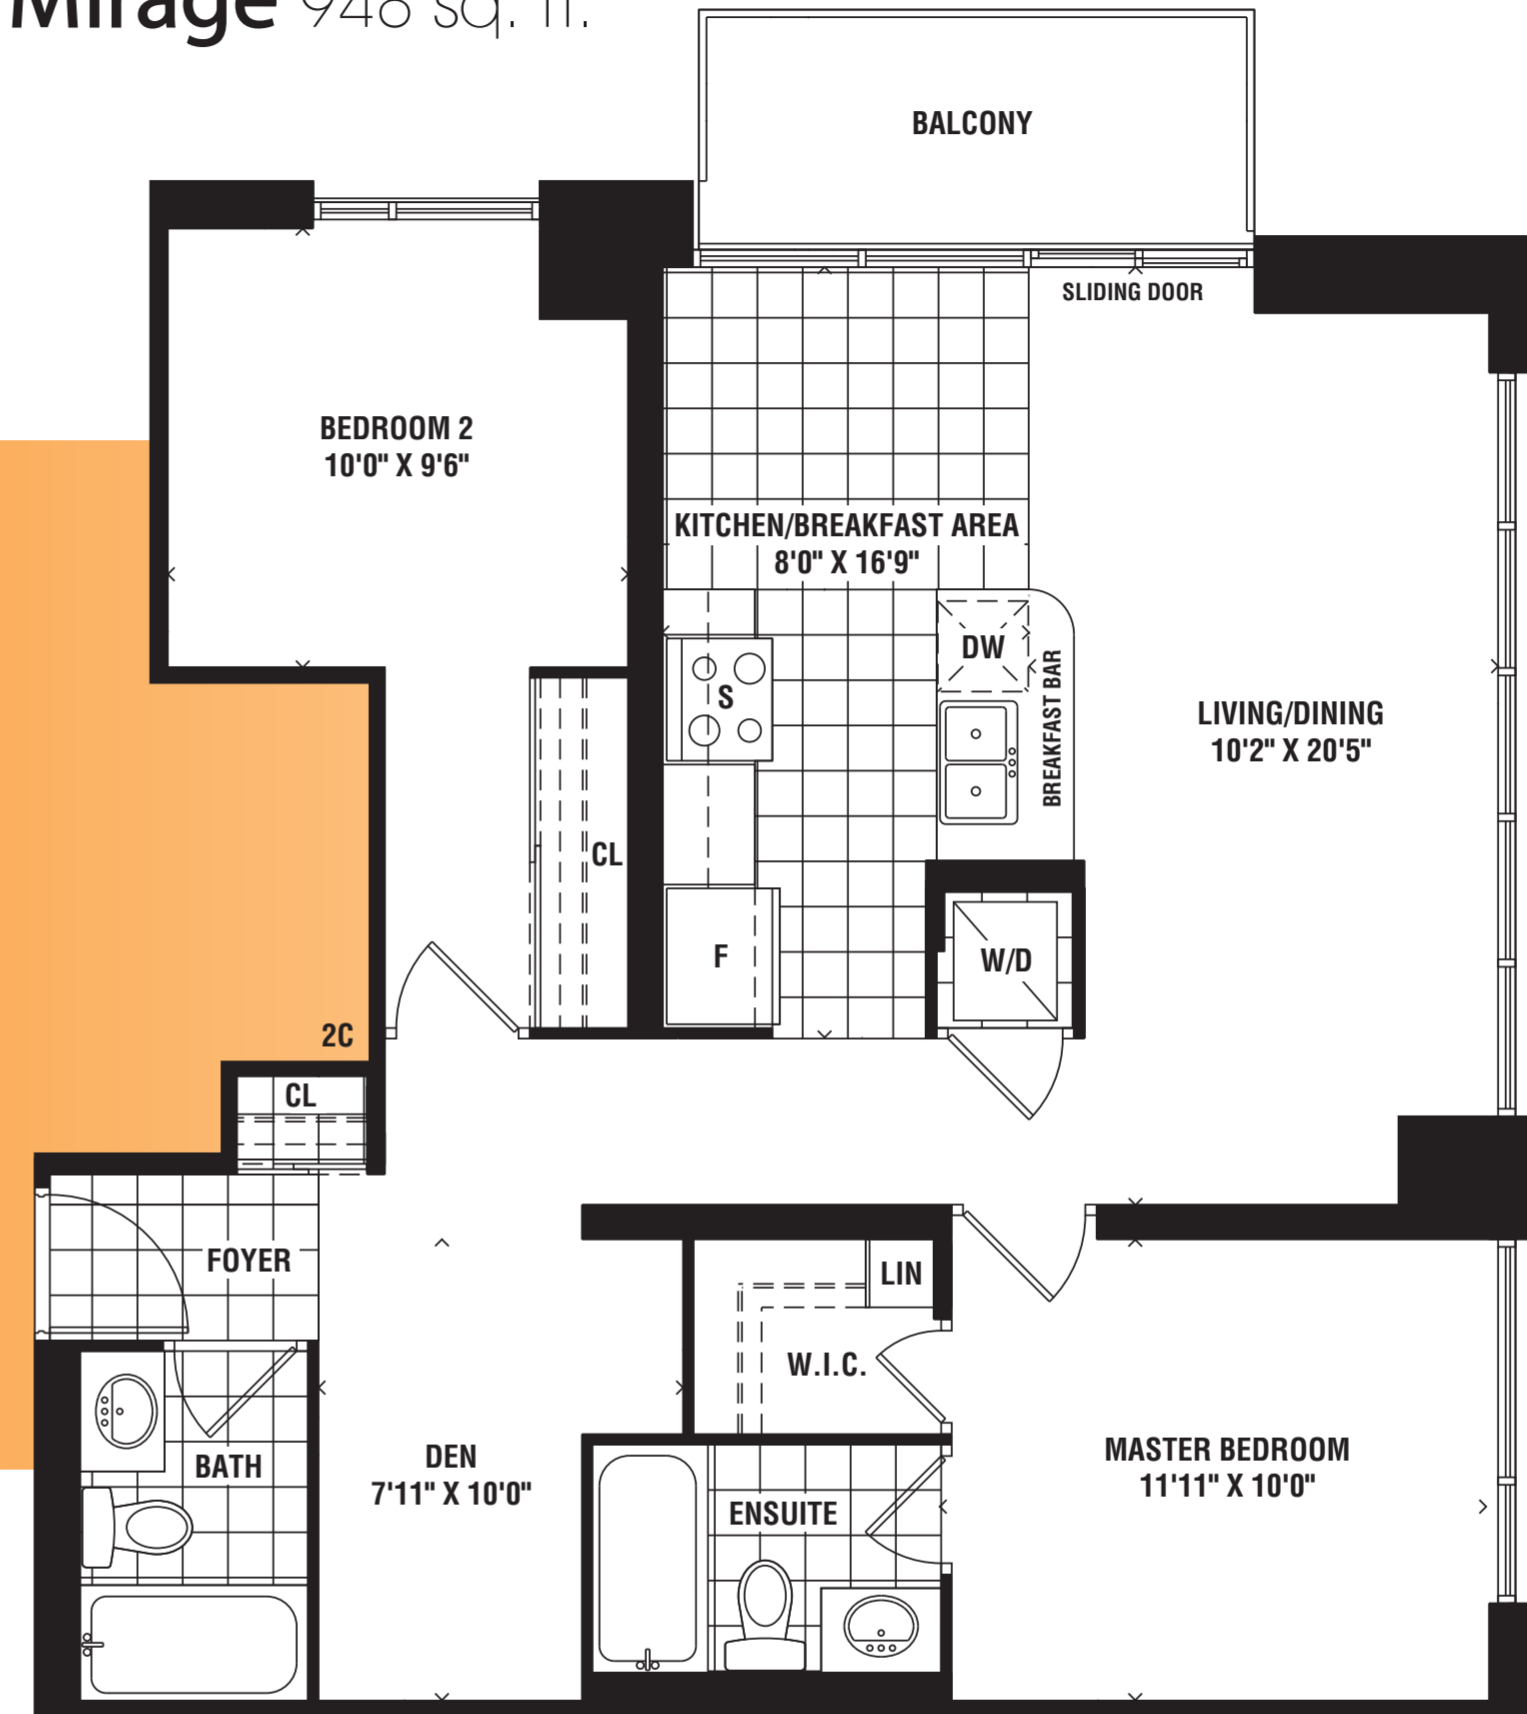 Mirage 948 sq. ft.
BALCONY
SLIDING DOOR
BEDROOM 2
10'0" X 9'6"
KITCHEN/BREAKFAST AREA
8'0" X 16'9"
DW
S
BREAKFAST BAR
LIVING/DINING
10'2" X 20'5"
CL
F
W/D
2C
CL
FOYER
LIN
W.I.C.
BATH
DEN
7'11" X 10'0"
ENSUITE
MASTER BEDROOM
11'11" X 10'0"